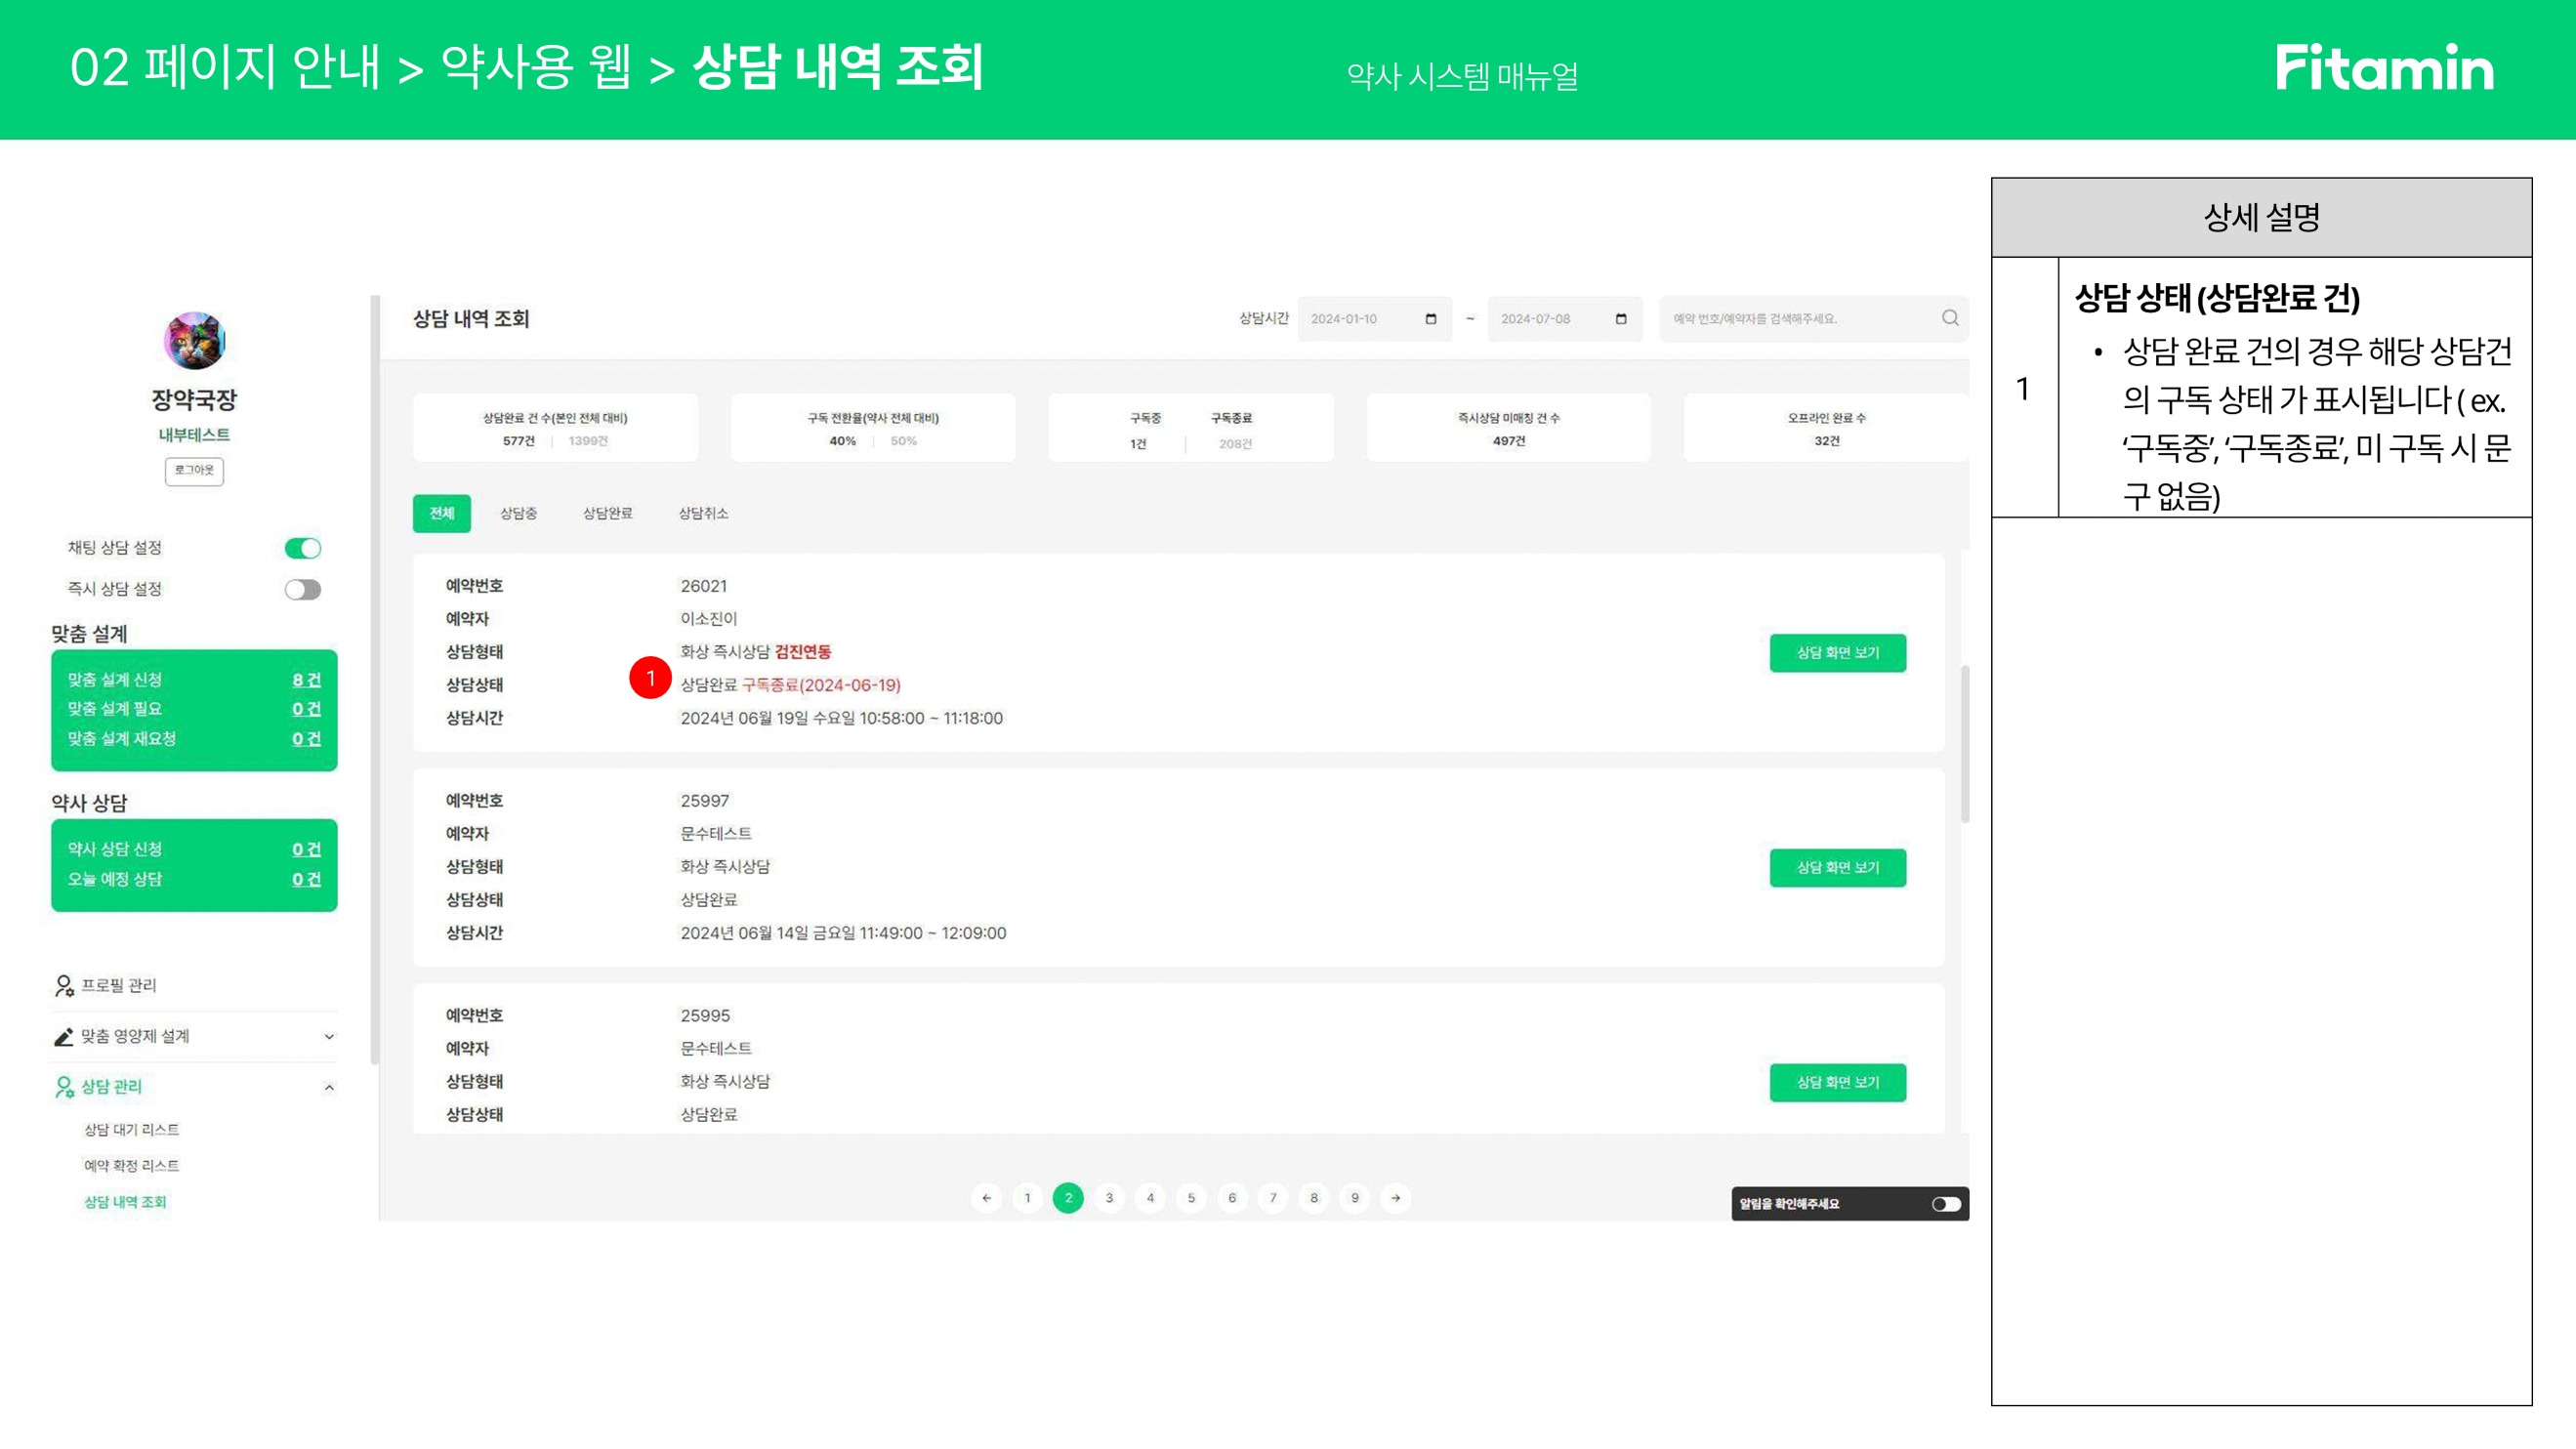 02 페이지 안내 > 약사용 웹 > 상담 내역 조회
약사 시스템 매뉴얼
Fitamin
장약국장
내부테스트
로그아웃
채팅 상담 설정
즉시 상담 설정
맞춤 설계
맞춤 설계 신청 8 건
맞춤 설계 필요 0 건
맞춤 설계 재요청 0 건
약사 상담
약사 상담 신청 0 건
오늘 예정 상담 0 건
프로필 관리
맞춤 영양제 설계
상담 관리
상담 대기 리스트
예약 확정 리스트
상담 내역 조회
상담 내역 조회
상담시간 2024-01-10 ~ 2024-07-08 예약 번호/예약자를 검색해주세요.
상담완료 건 수(본인 전체 대비)
577건 | 1399건
구독 전환율(약사 전체 대비)
40% | 50%
구독중 구독종료
1건 | 208건
즉시상담 미매칭 건 수
497건
오프라인 완료 수
32건
전체 상담중 상담완료 상담취소
예약번호 26021
예약자 이소진이
상담형태 화상 즉시상담 검진연동
상담 화면 보기
1
상담상태 상담완료 구독종료(2024-06-19)
상담시간 2024년 06월 19일 수요일 10:58:00 ~ 11:18:00
예약번호 25997
예약자 문수테스트
상담형태 화상 즉시상담
상담 화면 보기
상담상태 상담완료
상담시간 2024년 06월 14일 금요일 11:49:00 ~ 12:09:00
예약번호 25995
예약자 문수테스트
상담형태 화상 즉시상담
상담 화면 보기
상담상태 상담완료
← 1 2 3 4 5 6 7 8 9 →
알림을 확인해주세요
상세 설명
1
상담 상태 (상담완료 건)
• 상담 완료 건의 경우 해당 상담건
의 구독 상태 가 표시됩니다 ( ex.
‘구독중’, ‘구독종료’, 미 구독 시 문
구 없음)